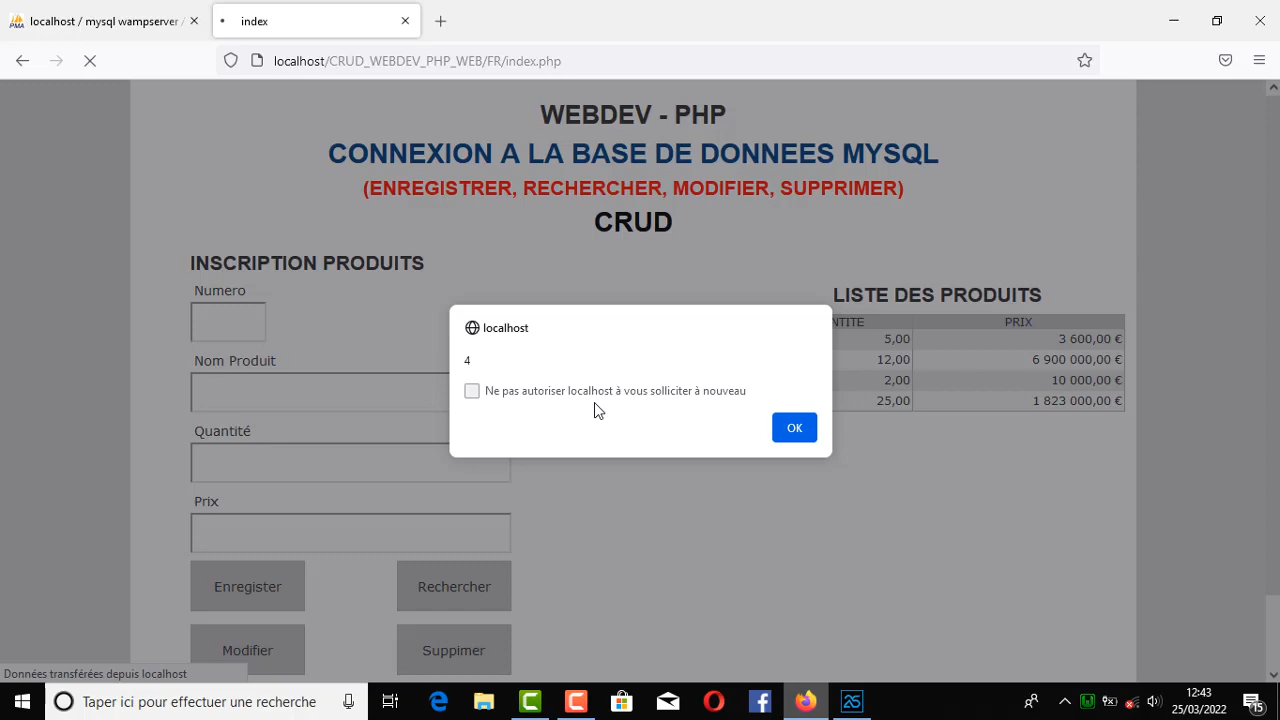 localhost / mysql wampserver /
index
localhost/CRUD_WEBDEV_PHP_WEB/FR/index.php
WEBDEV - PHP
CONNEXION A LA BASE DE DONNEES MYSQL
(ENREGISTRER, RECHERCHER, MODIFIER, SUPPRIMER)
CRUD
INSCRIPTION PRODUITS
Numero
Nom Produit
Quantité
Prix
Enregister
Rechercher
Modifier
Suppimer
LISTE DES PRODUITS
NTITE PRIX
5,00 3 600,00 €
12,00 6 900 000,00 €
2,00 10 000,00 €
25,00 1 823 000,00 €
localhost
4
Ne pas autoriser localhost à vous solliciter à nouveau
OK
Données transférées depuis localhost
Taper ici pour effectuer une recherche
12:43
25/03/2022
15